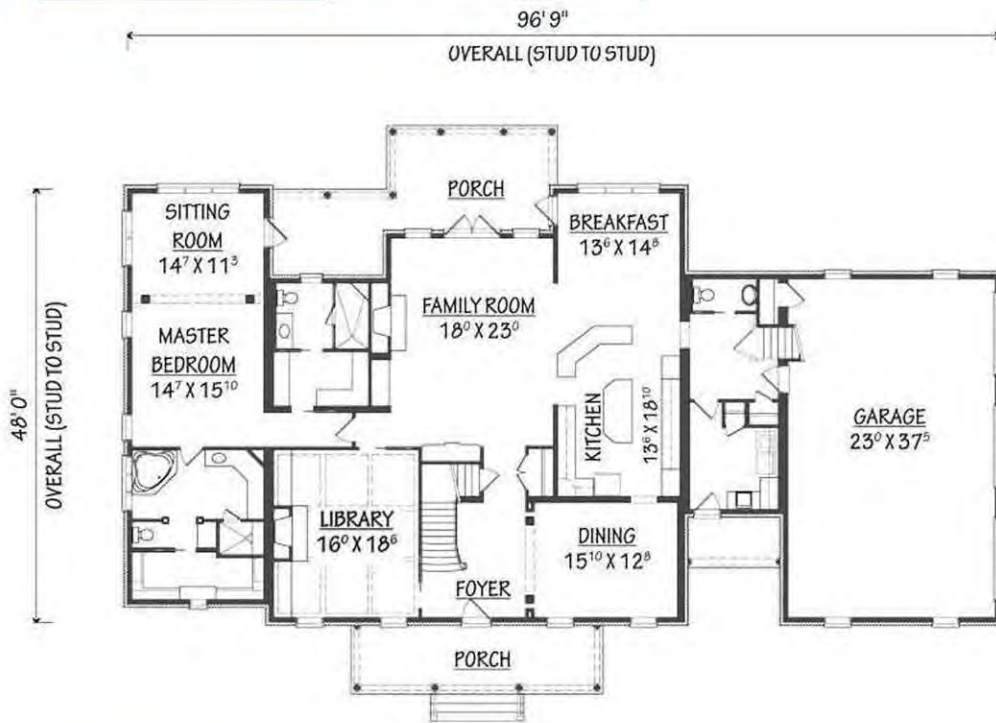 96' 9"
OVERALL (STUD TO STUD)
PORCH
SITTING
ROOM
14⁷ X 11³
BREAKFAST
13⁶ X 14⁸
FAMILY ROOM
18⁰ X 23⁰
MASTER
BEDROOM
14⁷ X 15¹⁰
48' 0"
OVERALL (STUD TO STUD)
KITCHEN
13⁶ X 18¹⁰
GARAGE
23⁰ X 37⁵
LIBRARY
16⁰ X 18⁶
DINING
15¹⁰ X 12⁸
FOYER
PORCH